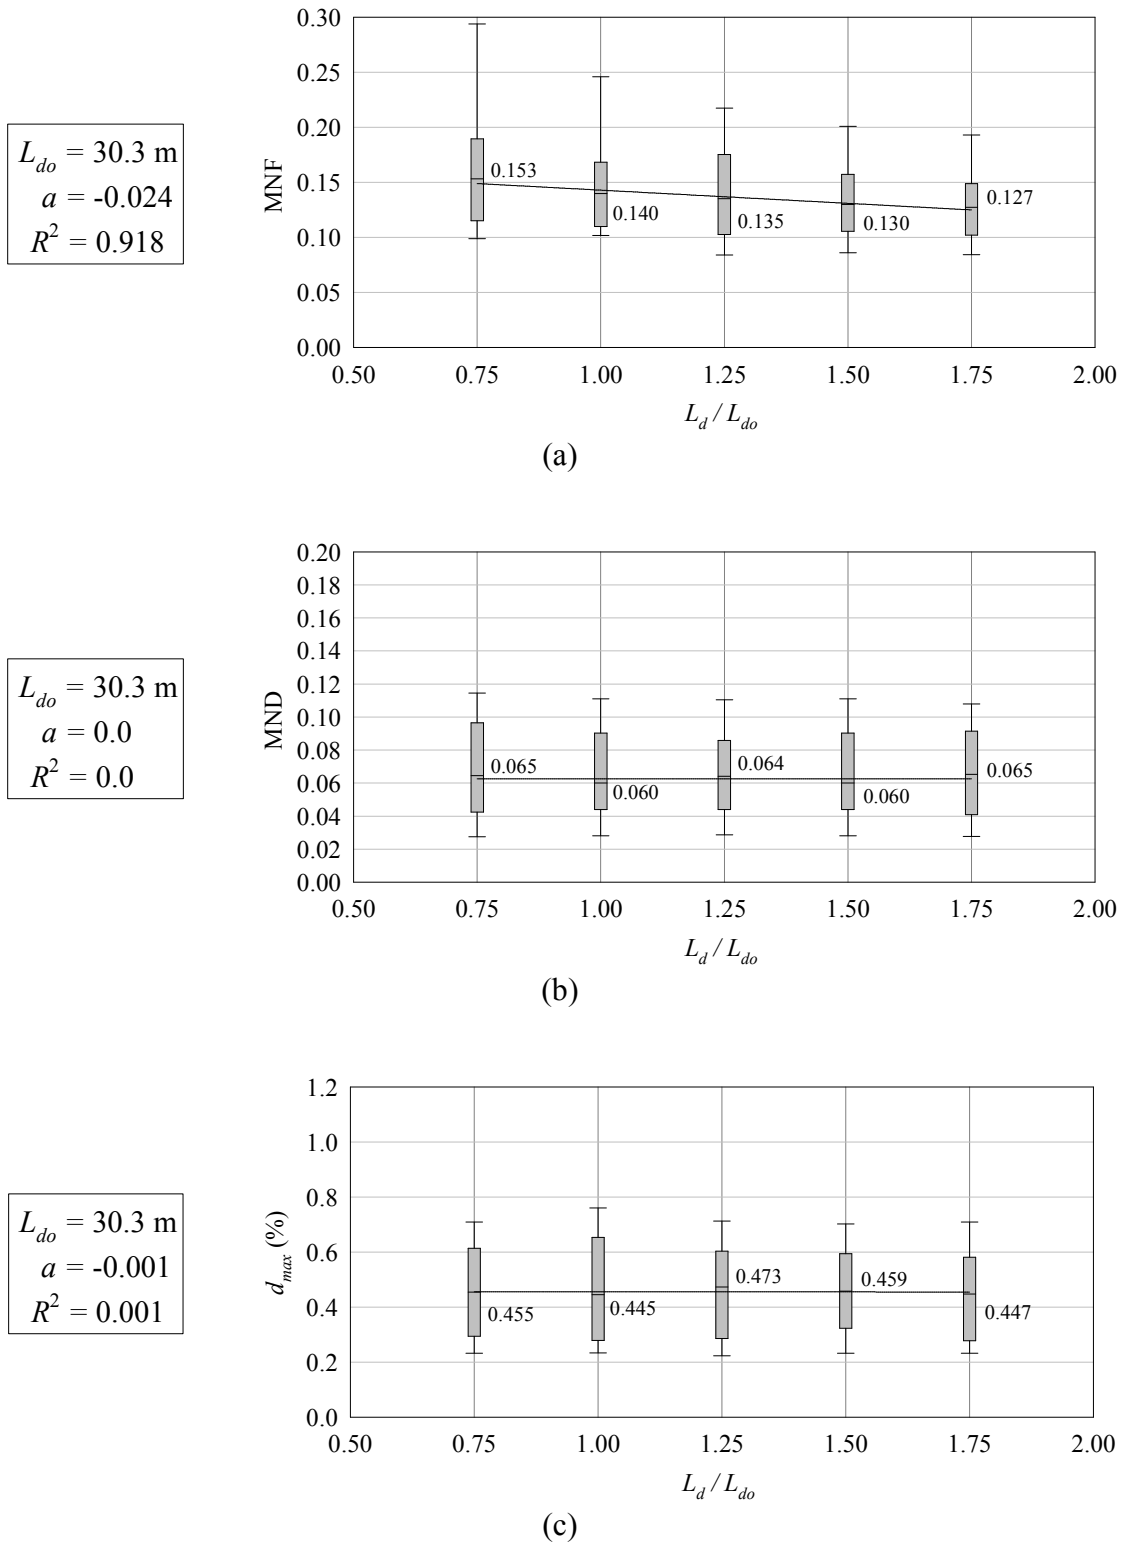 L_do = 30.3 m
a = -0.024
R² = 0.918
MNF
0.30
0.25
0.20
0.15
0.10
0.05
0.00
0.153
0.140
0.135
0.130
0.127
0.50 0.75 1.00 1.25 1.50 1.75 2.00
L_d / L_do
(a)
L_do = 30.3 m
a = 0.0
R² = 0.0
MND
0.20
0.18
0.16
0.14
0.12
0.10
0.08
0.06
0.04
0.02
0.00
0.065
0.060
0.064
0.060
0.065
0.50 0.75 1.00 1.25 1.50 1.75 2.00
L_d / L_do
(b)
L_do = 30.3 m
a = -0.001
R² = 0.001
d_max (%)
1.2
1.0
0.8
0.6
0.4
0.2
0.0
0.455
0.445
0.473
0.459
0.447
0.50 0.75 1.00 1.25 1.50 1.75 2.00
L_d / L_do
(c)